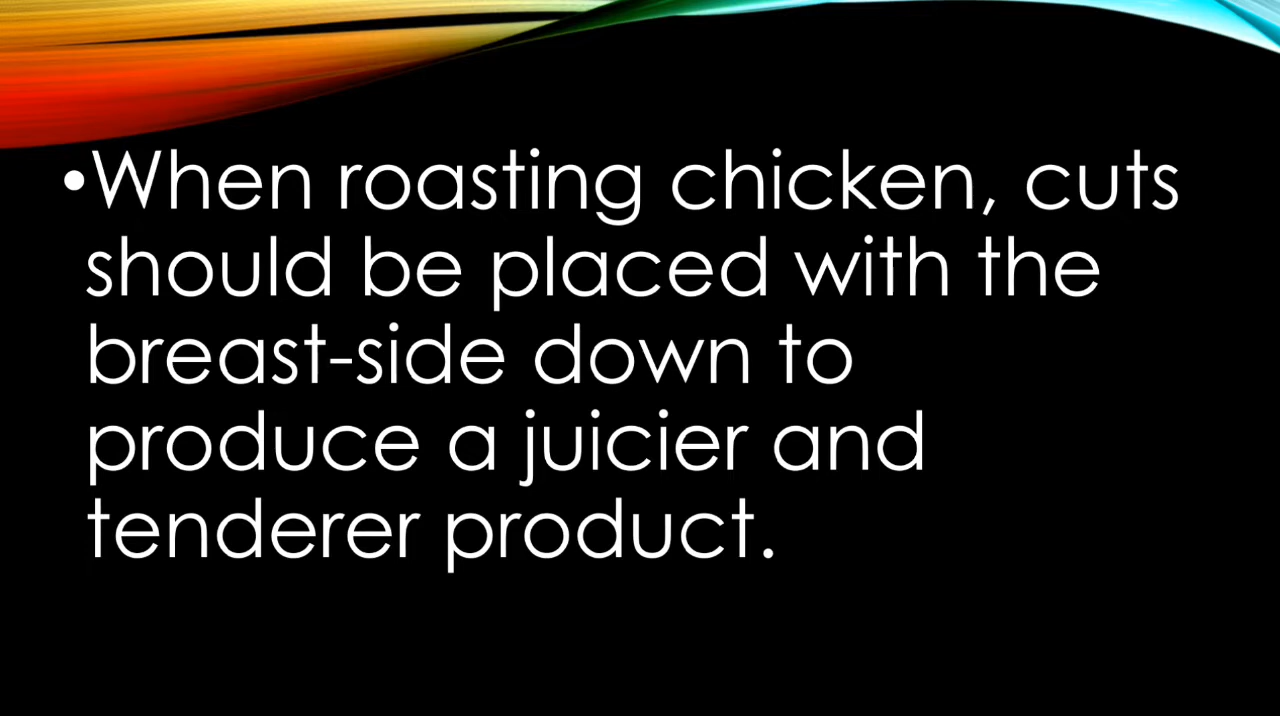 •When roasting chicken, cuts
should be placed with the
breast-side down to
produce a juicier and
tenderer product.